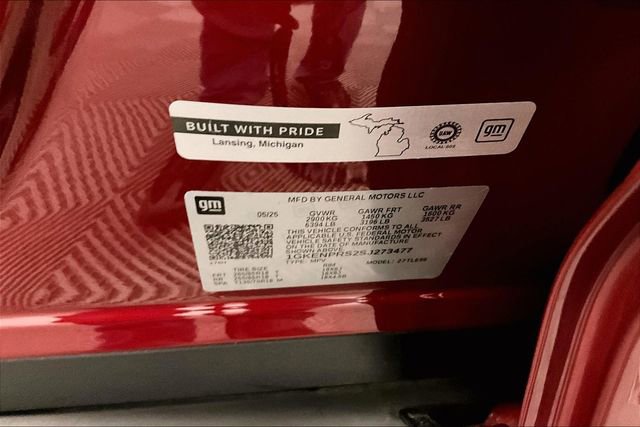 BUILT WITH PRIDE
Lansing, Michigan
UAW
LOCAL 602
gm
gm
MFD BY GENERAL MOTORS LLC
05/25 GVWR GAWR FRT GAWR RR
2900 KG 1450 KG 1600 KG
6394 LB 3196 LB 3527 LB
THIS VEHICLE CONFORMS TO ALL
APPLICABLE U.S. FEDERAL MOTOR
VEHICLE SAFETY STANDARDS IN EFFECT
ON THE DATE OF MANUFACTURE
SHOWN ABOVE.
1GKENPRS2SJ273477
TYPE: MPV MODEL:
TIRE SIZE RIM
FRT
RR
SPA